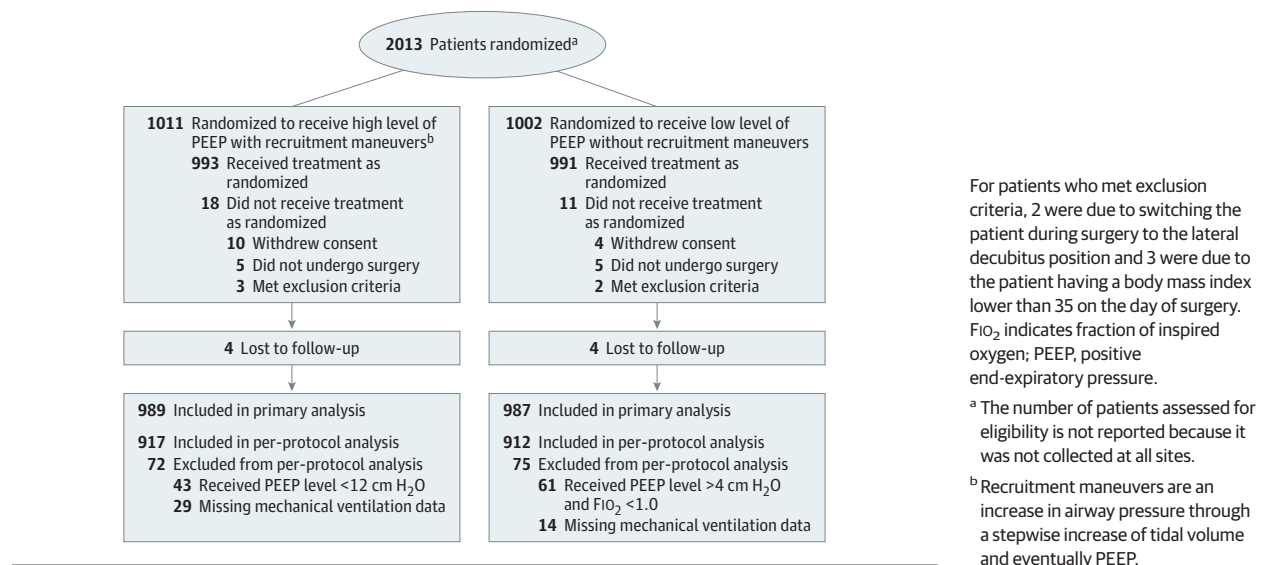 2013 Patients randomizedᵃ
1011 Randomized to receive high level of
PEEP with recruitment maneuversᵇ
993 Received treatment as
randomized
18 Did not receive treatment
as randomized
10 Withdrew consent
5 Did not undergo surgery
3 Met exclusion criteria
4 Lost to follow-up
989 Included in primary analysis
917 Included in per-protocol analysis
72 Excluded from per-protocol analysis
43 Received PEEP level <12 cm H₂O
29 Missing mechanical ventilation data
1002 Randomized to receive low level of
PEEP without recruitment maneuvers
991 Received treatment as
randomized
11 Did not receive treatment
as randomized
4 Withdrew consent
5 Did not undergo surgery
2 Met exclusion criteria
4 Lost to follow-up
987 Included in primary analysis
912 Included in per-protocol analysis
75 Excluded from per-protocol analysis
61 Received PEEP level >4 cm H₂O
and FIO₂ <1.0
14 Missing mechanical ventilation data
For patients who met exclusion
criteria, 2 were due to switching the
patient during surgery to the lateral
decubitus position and 3 were due to
the patient having a body mass index
lower than 35 on the day of surgery.
FIO₂ indicates fraction of inspired
oxygen; PEEP, positive
end-expiratory pressure.
ᵃ The number of patients assessed for
eligibility is not reported because it
was not collected at all sites.
ᵇ Recruitment maneuvers are an
increase in airway pressure through
a stepwise increase of tidal volume
and eventually PEEP.